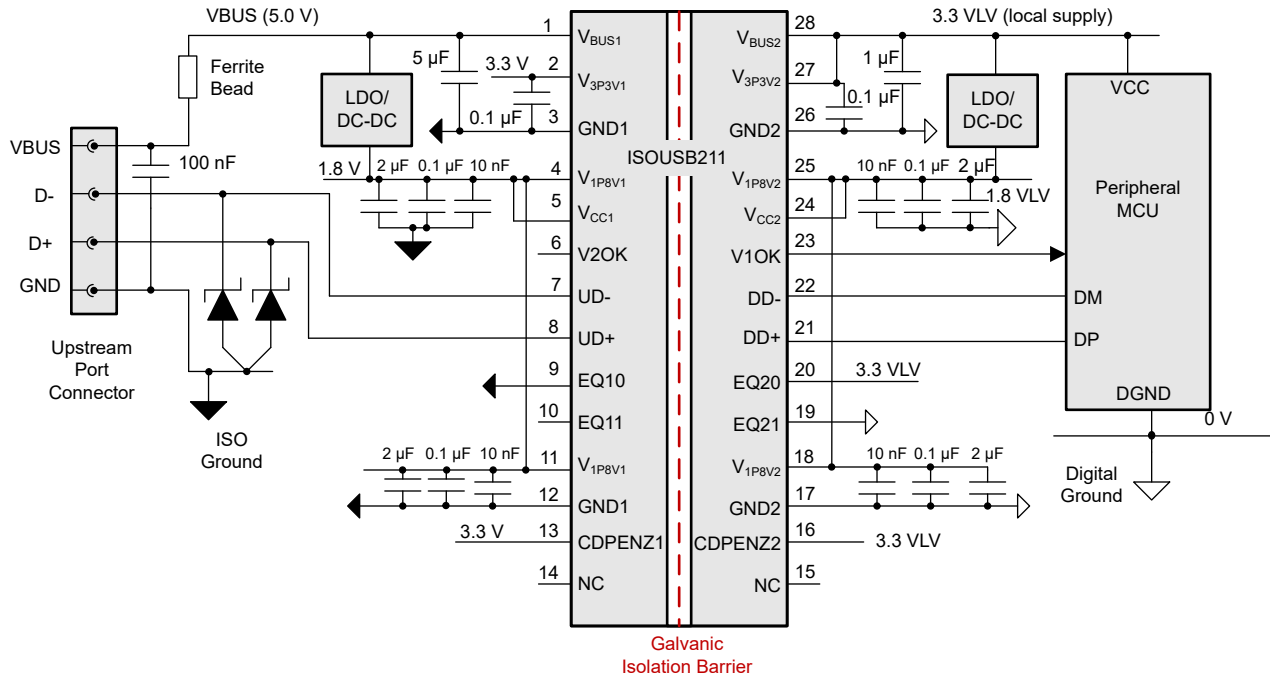 VBUS (5.0 V)
3.3 VLV (local supply)
Ferrite
Bead
LDO/
DC-DC
5 µF
3.3 V
0.1 µF
1.8 V
2 µF
0.1 µF
10 nF
VBUS
D-
D+
GND
100 nF
Upstream
Port
Connector
ISO
Ground
2 µF
0.1 µF
10 nF
3.3 V
1
2
3
4
5
6
7
8
9
10
11
12
13
14
VBUS1
V3P3V1
GND1
V1P8V1
VCC1
V2OK
UD-
UD+
EQ10
EQ11
V1P8V1
GND1
CDPENZ1
NC
ISOUSB211
VBUS2
V3P3V2
GND2
V1P8V2
VCC2
V1OK
DD-
DD+
EQ20
EQ21
V1P8V2
GND2
CDPENZ2
NC
28
27
26
25
24
23
22
21
20
19
18
17
16
15
1 µF
0.1 µF
LDO/
DC-DC
10 nF
0.1 µF
2 µF
1.8 VLV
3.3 VLV
10 nF
0.1 µF
2 µF
3.3 VLV
VCC
Peripheral
MCU
DM
DP
DGND
0 V
Digital
Ground
Galvanic
Isolation Barrier